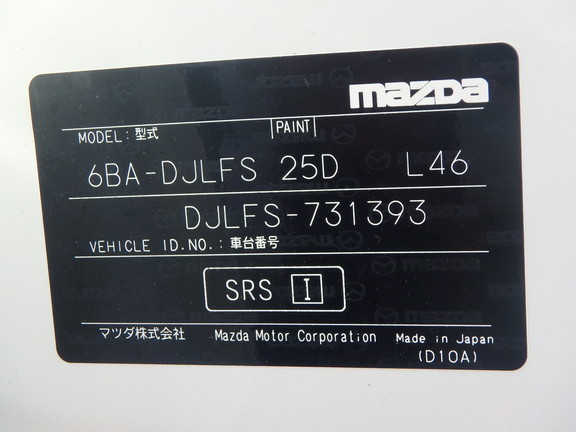 mazda
MODEL: 型式 PAINT
6BA-DJLFS 25D L46
DJLFS-731393
VEHICLE ID.NO.: 車台番号
SRS I
マツダ株式会社 Mazda Motor Corporation Made in Japan
(D10A)